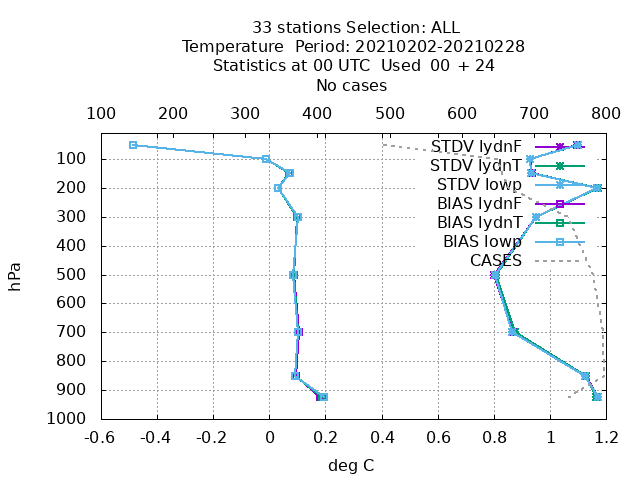 33 stations Selection: ALL
Temperature  Period: 20210202-20210228
Statistics at 00 UTC  Used  00 + 24
No cases
100 200 300 400 500 600 700 800
STDV lydnF
STDV lydnT
STDV lowp
BIAS lydnF
BIAS lydnT
BIAS lowp
CASES
100
200
300
400
500
600
700
800
900
1000
hPa
-0.6 -0.4 -0.2 0 0.2 0.4 0.6 0.8 1 1.2
deg C